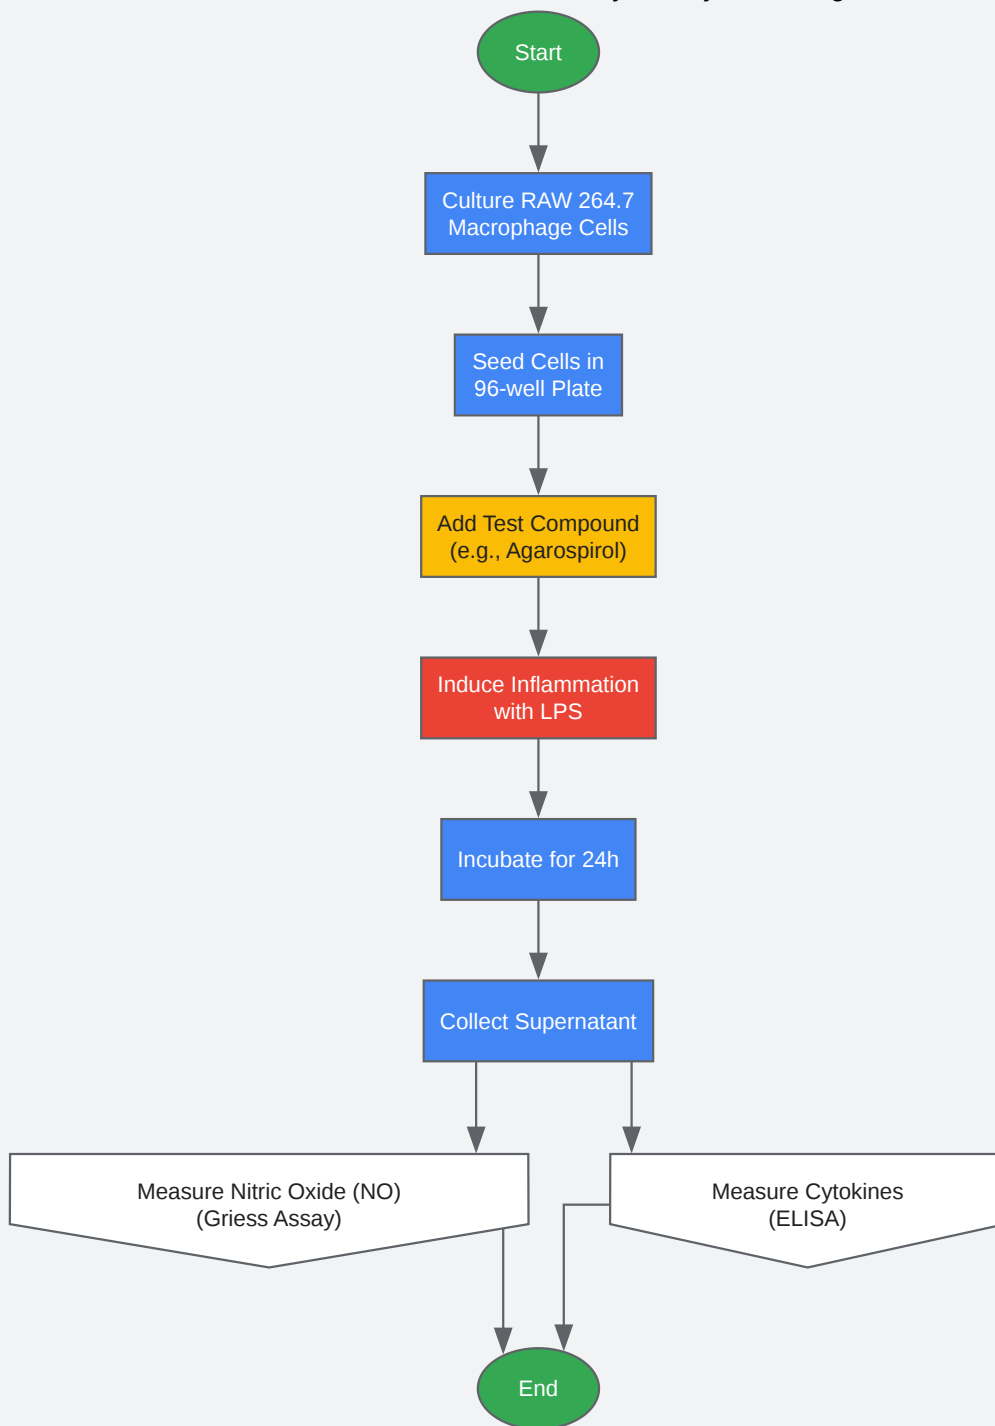 Start
Culture RAW 264.7
Macrophage Cells
Seed Cells in
96-well Plate
Add Test Compound
(e.g., Agarospirol)
Induce Inflammation
with LPS
Incubate for 24h
Collect Supernatant
Measure Nitric Oxide (NO)
(Griess Assay)
Measure Cytokines
(ELISA)
End